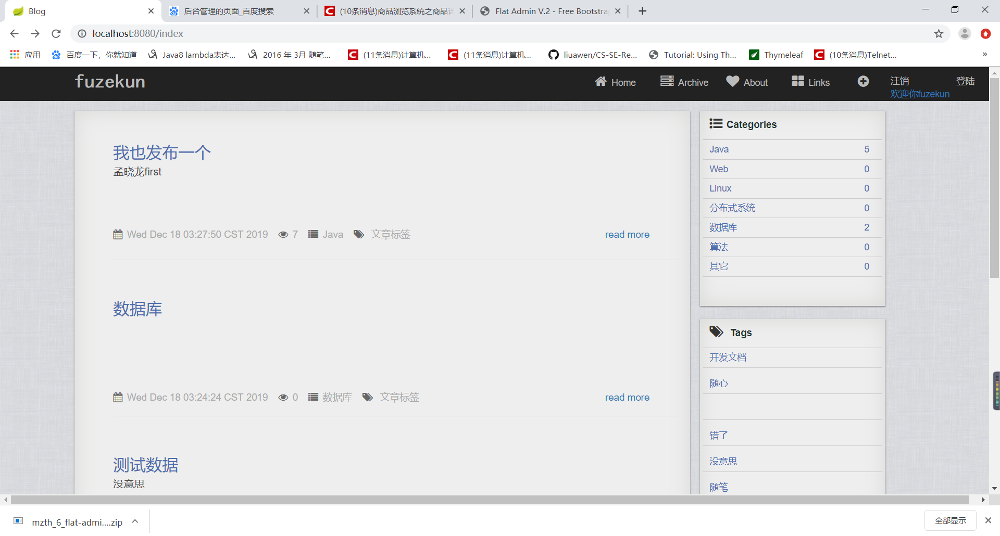 Blog
后台管理的页面_百度搜索
(10条消息)商品浏览系统之商品详
Flat Admin V.2 - Free Bootstra
localhost:8080/index
应用
百度一下，你就知道
Java8 lambda表达...
2016 年 3月 随笔...
(11条消息)计算机...
(11条消息)计算机...
liuawen/CS-SE-Re...
Tutorial: Using Th...
Thymeleaf
(10条消息)Telnet...
»
fuzekun
Home
Archive
About
Links
注销
登陆
欢迎你fuzekun
我也发布一个
孟晓龙first
Wed Dec 18 03:27:50 CST 2019 7 Java 文章标签 read more
数据库
Wed Dec 18 03:24:24 CST 2019 0 数据库 文章标签 read more
测试数据
没意思
Categories
Java 5
Web 0
Linux 0
分布式系统 0
数据库 2
算法 0
其它 0
Tags
开发文档
随心
错了
没意思
随笔
mzth_6_flat-admi....zip
全部显示